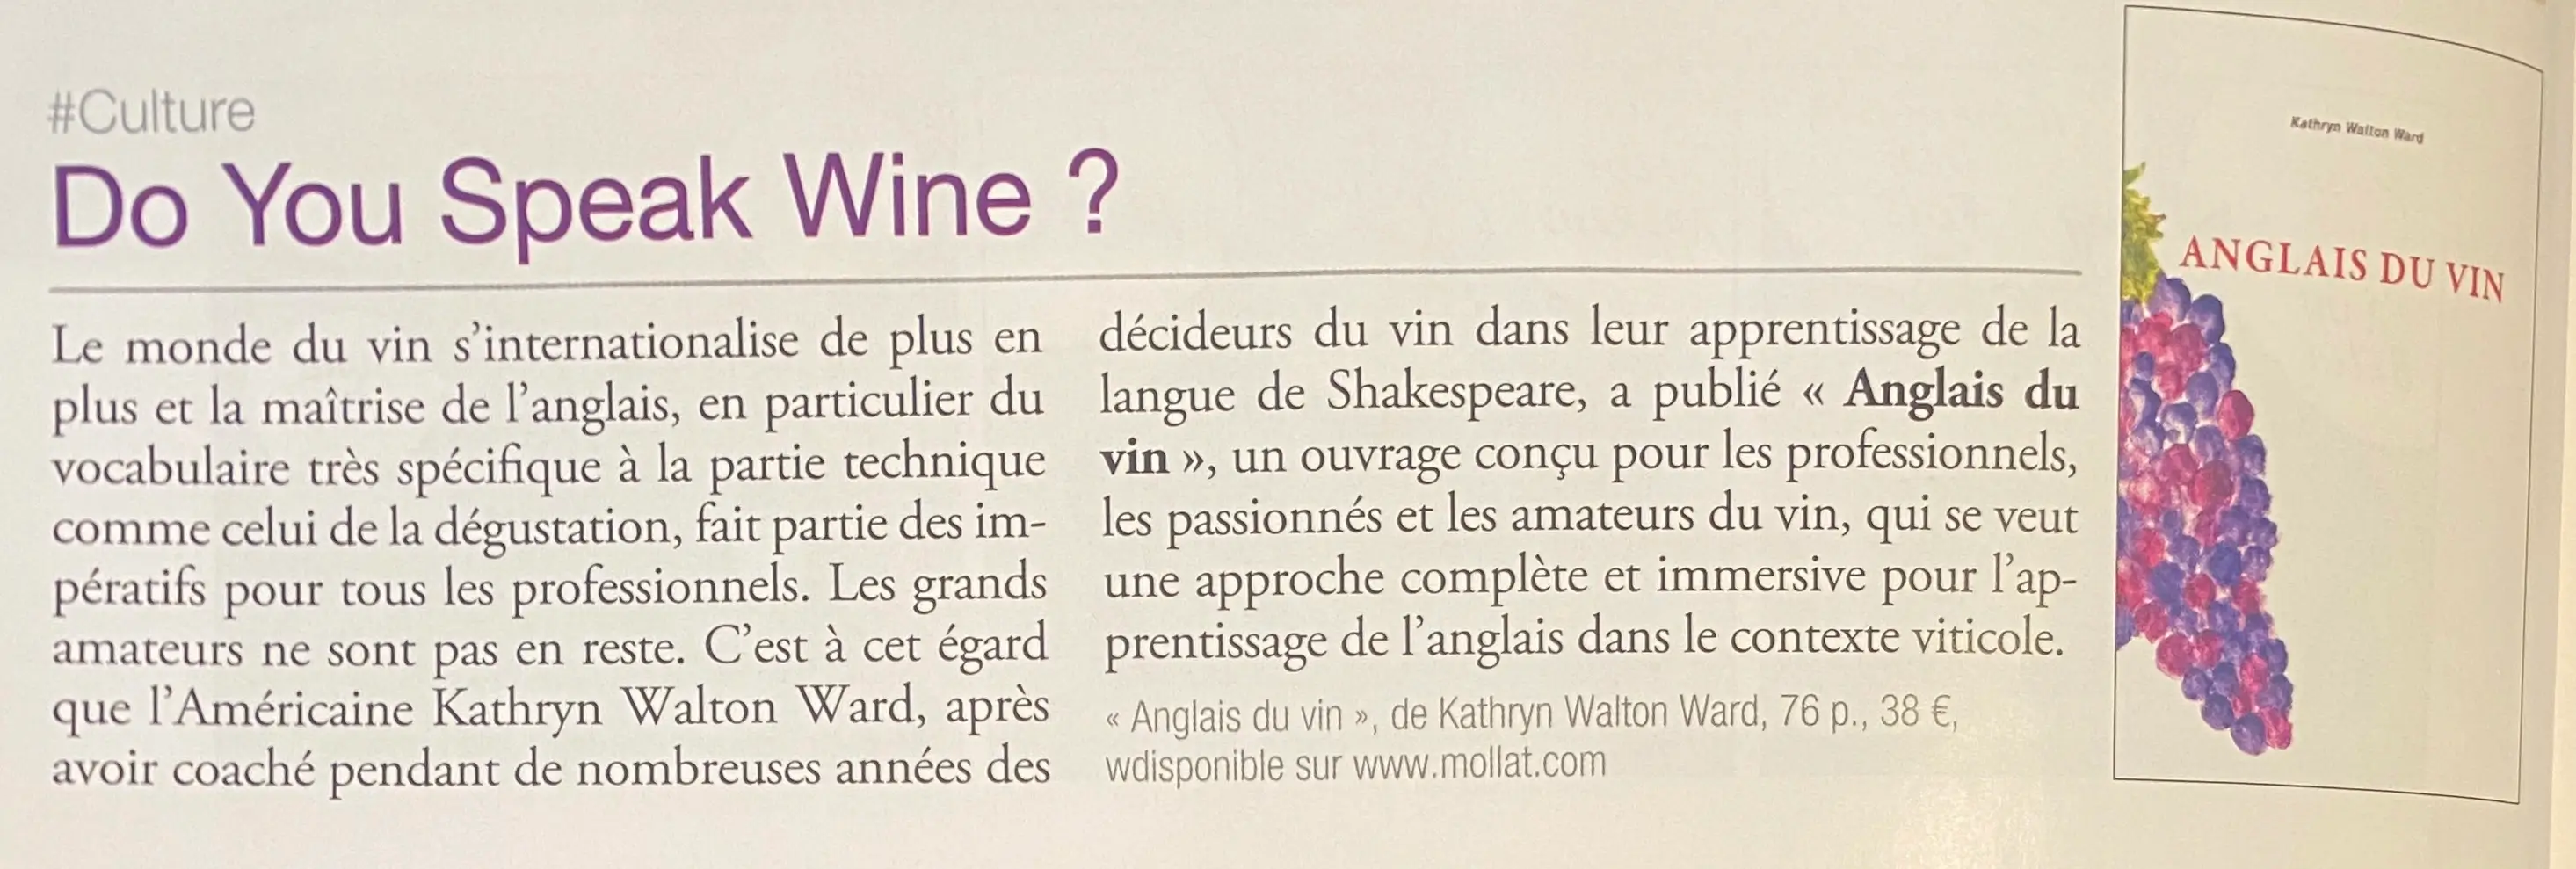 #Culture
Do You Speak Wine ?
Le monde du vin s’internationalise de plus en
plus et la maîtrise de l’anglais, en particulier du
vocabulaire très spécifique à la partie technique
comme celui de la dégustation, fait partie des im-
pératifs pour tous les professionnels. Les grands
amateurs ne sont pas en reste. C’est à cet égard
que l’Américaine Kathryn Walton Ward, après
avoir coaché pendant de nombreuses années des
décideurs du vin dans leur apprentissage de la
langue de Shakespeare, a publié « Anglais du
vin », un ouvrage conçu pour les professionnels,
les passionnés et les amateurs du vin, qui se veut
une approche complète et immersive pour l’ap-
prentissage de l’anglais dans le contexte viticole.
« Anglais du vin », de Kathryn Walton Ward, 76 p., 38 €,
wdisponible sur www.mollat.com
Kathryn Walton Ward
ANGLAIS DU VIN